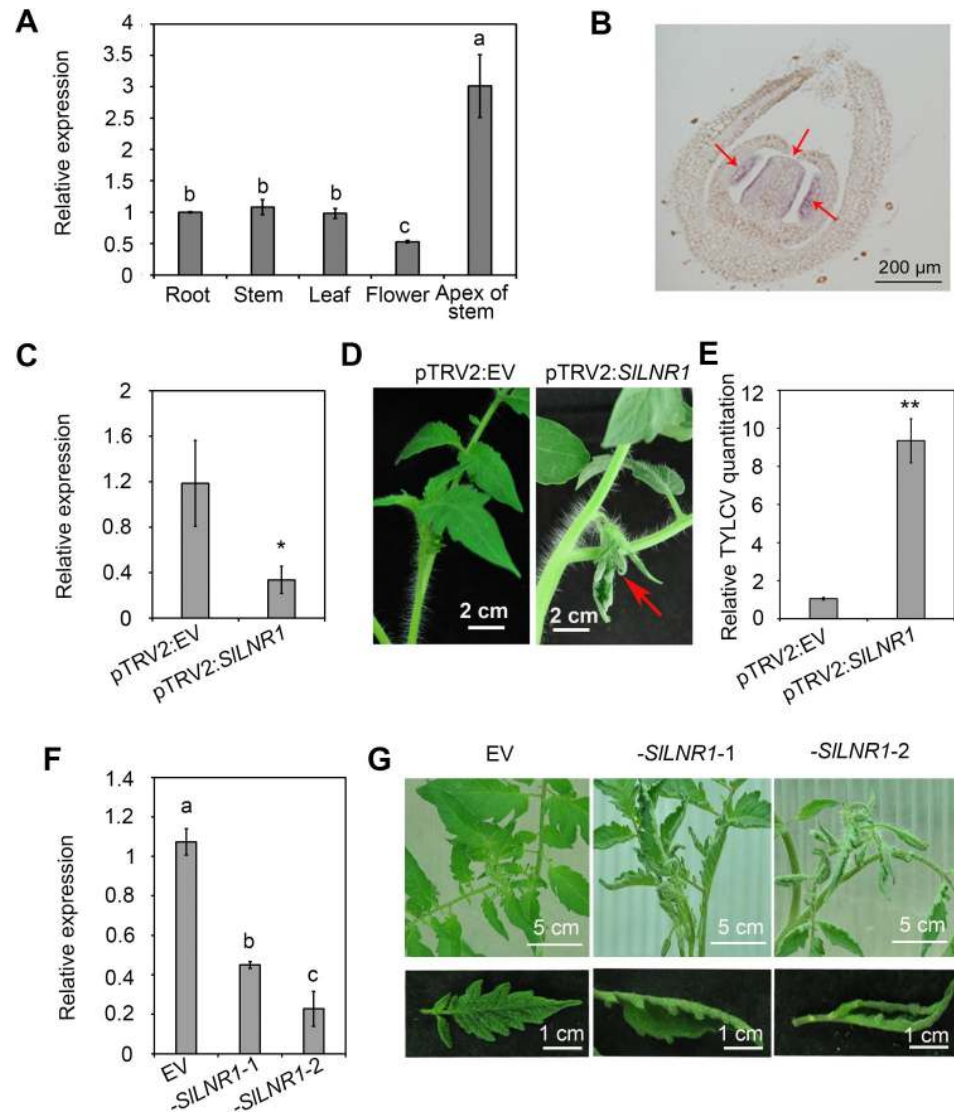 A
Relative expression
4
3.5
3
2.5
2
1.5
1
0.5
0
a
b
b
b
c
Root
Stem
Leaf
Flower
Apex of
stem
B
200 µm
C
Relative expression
2
1.6
1.2
0.8
0.4
0
*
pTRV2:EV
pTRV2:SlLNR1
D
pTRV2:EV
pTRV2:SlLNR1
2 cm
2 cm
E
Relative TYLCV quantitation
12
10
8
6
4
2
0
**
pTRV2:EV
pTRV2:SlLNR1
F
Relative expression
1.4
1.2
1
0.8
0.6
0.4
0.2
0
a
b
c
EV
-SlLNR1-1
-SlLNR1-2
G
EV
-SlLNR1-1
-SlLNR1-2
5 cm
5 cm
5 cm
1 cm
1 cm
1 cm